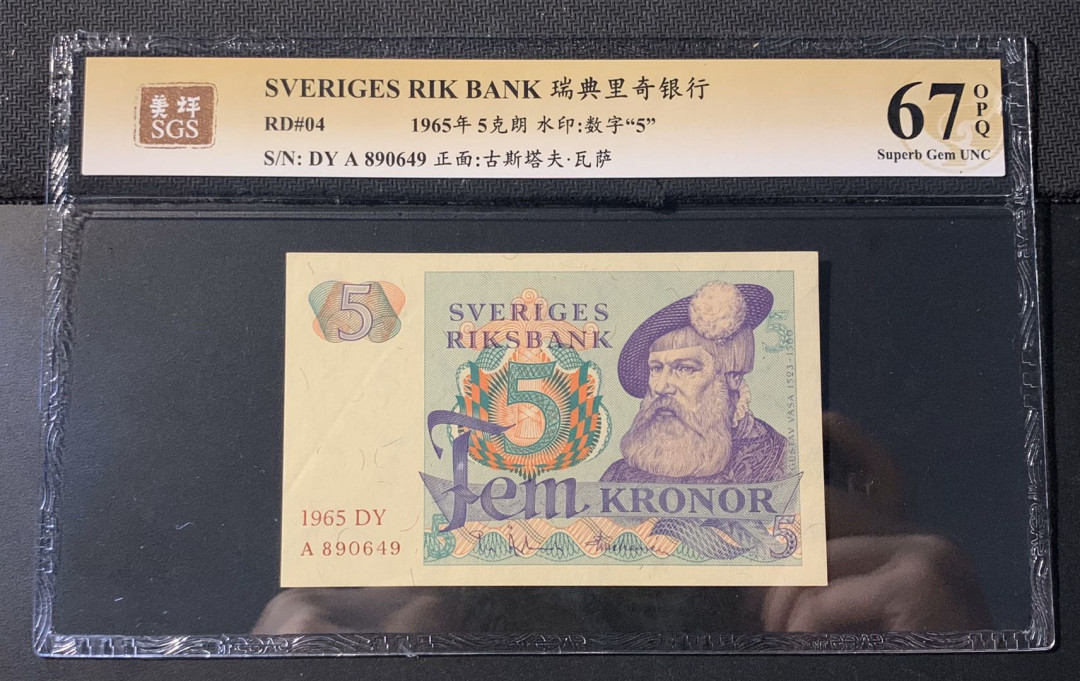 美祥
SGS
SVERIGES RIK BANK 瑞典里奇银行
RD#04 1965年 5克朗 水印:数字“5”
S/N: DY A 890649 正面:古斯塔夫·瓦萨
67 OPQ
Superb Gem UNC
5
SVERIGES
RIKSBANK
5
GUSTAV VASA 1523-1560
Fem KRONOR
1965 DY
A 890649
5
5